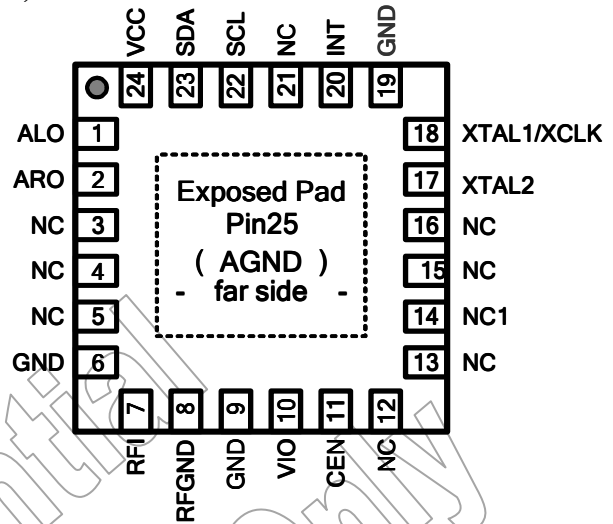 VCC
SDA
SCL
NC
INT
GND
24
23
22
21
20
19
ALO 1
18 XTAL1/XCLK
ARO 2
17 XTAL2
NC 3
16 NC
NC 4
15 NC
NC 5
14 NC1
GND 6
13 NC
Exposed Pad
Pin25
( AGND )
- far side -
7
8
9
10
11
12
RFI
RFGND
GND
VIO
CEN
NC
ntial
Only